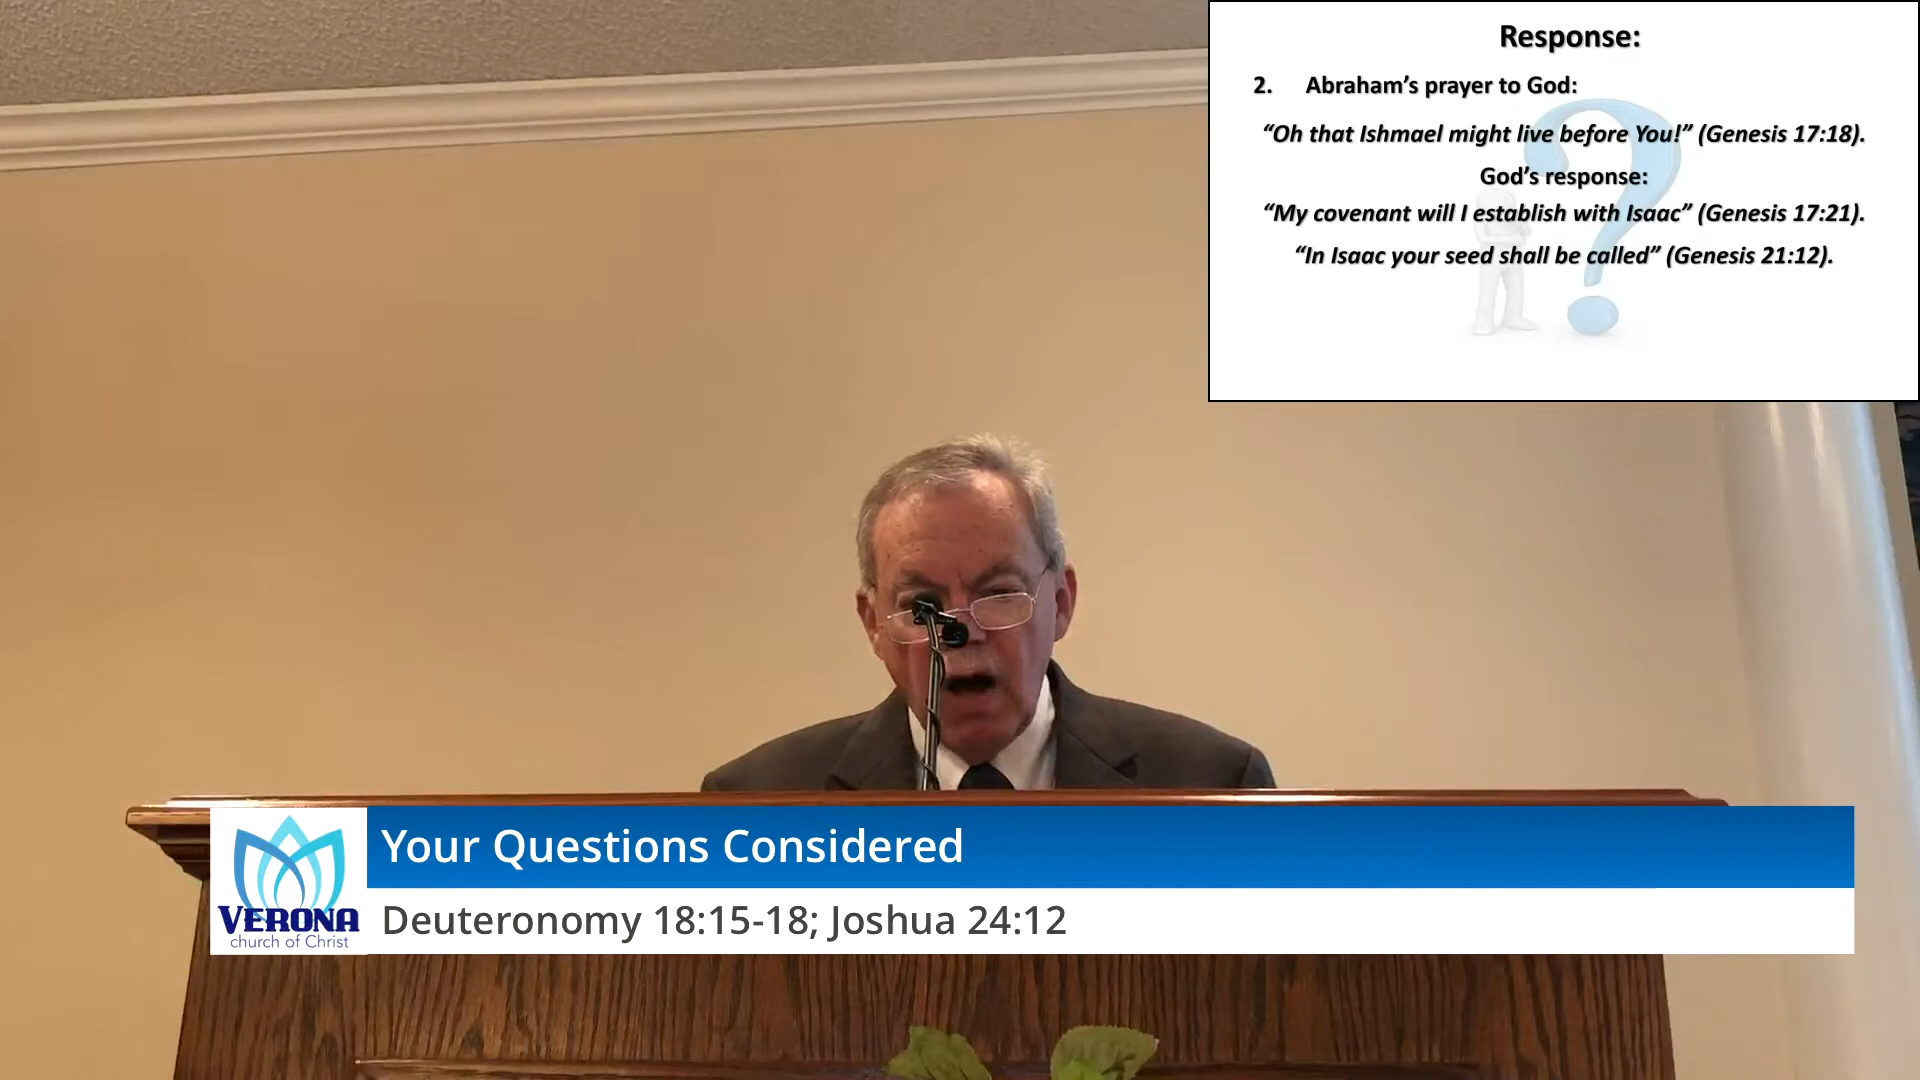 Response:
2. Abraham's prayer to God:
“Oh that Ishmael might live before You!” (Genesis 17:18).
God's response:
“My covenant will I establish with Isaac” (Genesis 17:21).
“In Isaac your seed shall be called” (Genesis 21:12).
Your Questions Considered
Deuteronomy 18:15-18; Joshua 24:12
VERONA
church of Christ